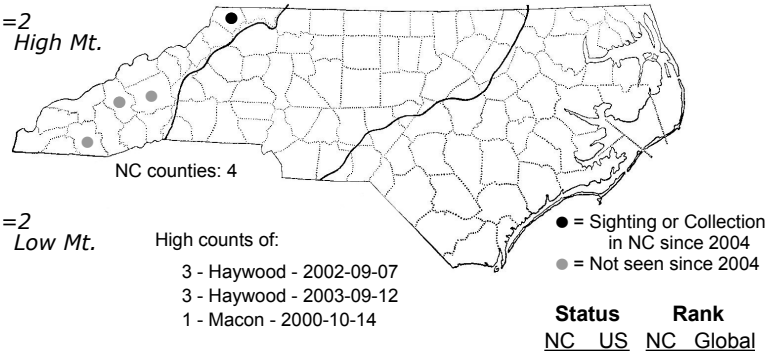 =2
High Mt.
NC counties: 4
=2
Low Mt.
High counts of:
3 - Haywood - 2002-09-07
3 - Haywood - 2003-09-12
1 - Macon - 2000-10-14
= Sighting or Collection
in NC since 2004
= Not seen since 2004
Status Rank
NC US NC Global